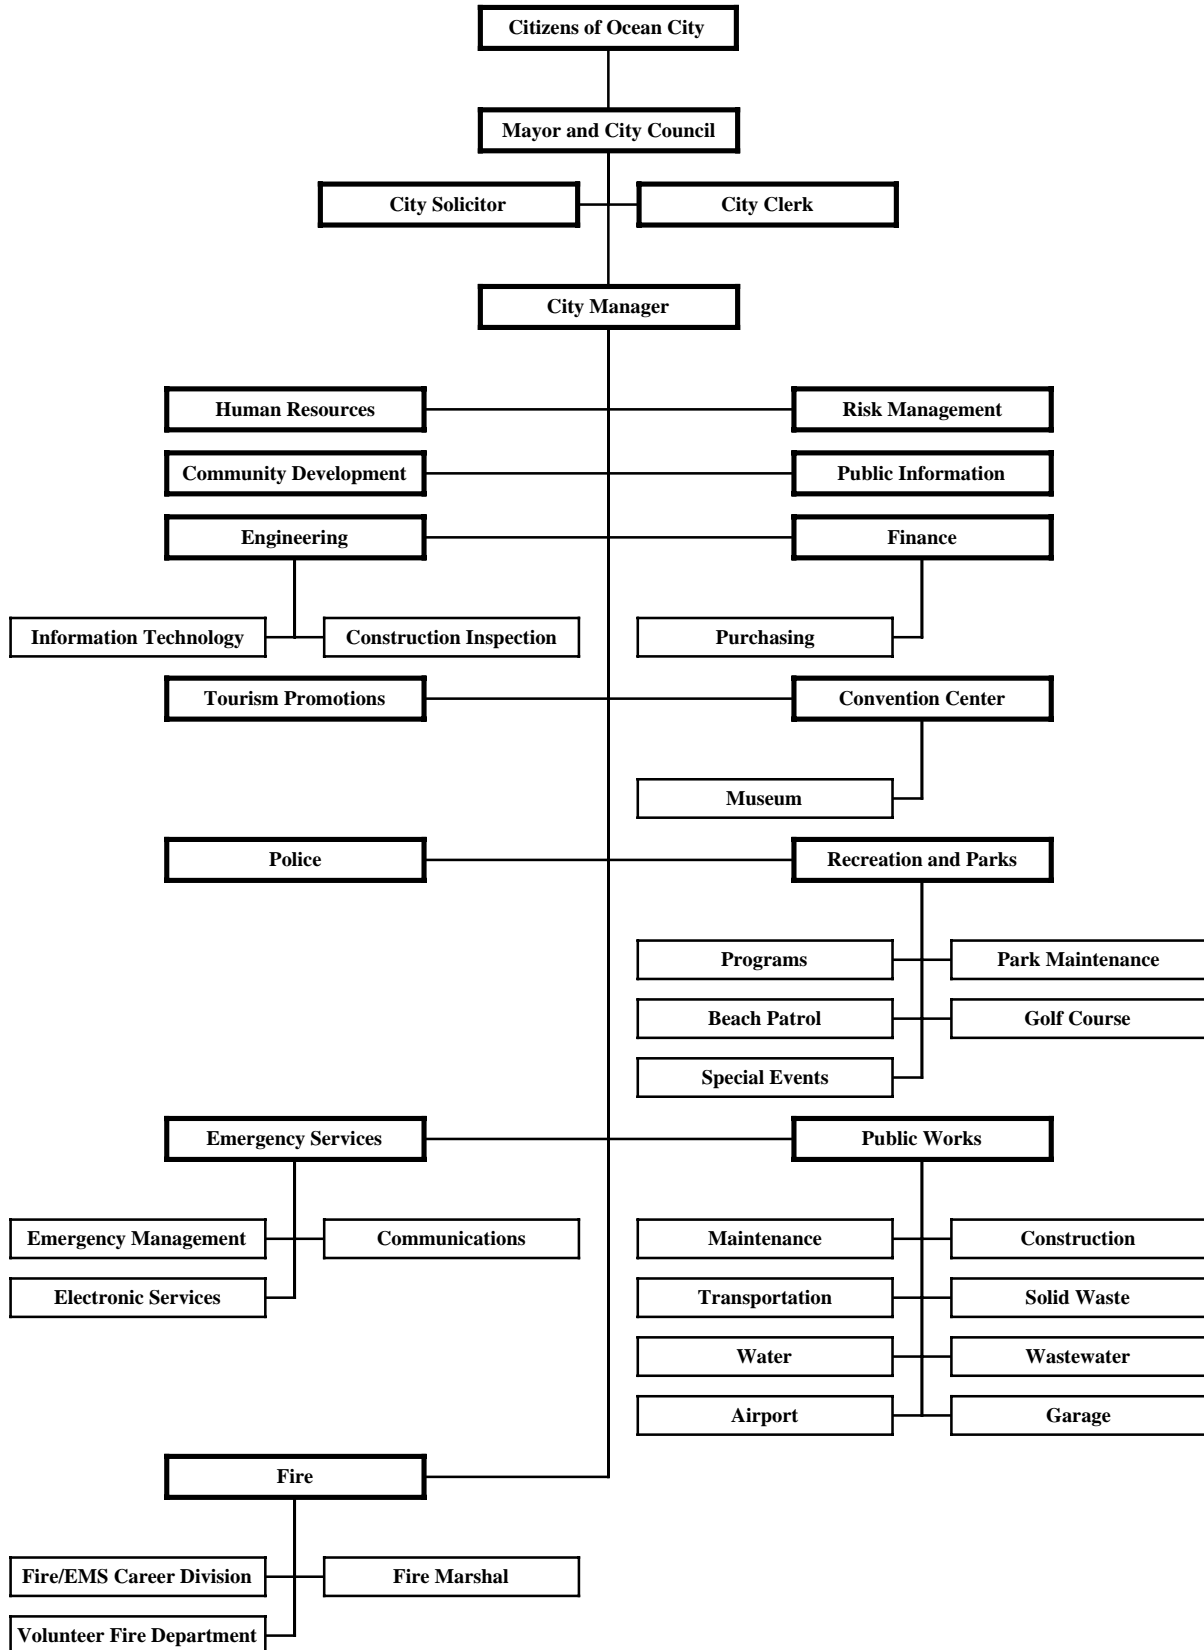 Citizens of Ocean City
Mayor and City Council
City Solicitor
City Clerk
City Manager
Human Resources
Risk Management
Community Development
Public Information
Engineering
Finance
Information Technology
Construction Inspection
Purchasing
Tourism Promotions
Convention Center
Museum
Police
Recreation and Parks
Programs
Park Maintenance
Beach Patrol
Golf Course
Special Events
Emergency Services
Public Works
Emergency Management
Communications
Maintenance
Construction
Electronic Services
Transportation
Solid Waste
Water
Wastewater
Airport
Garage
Fire
Fire/EMS Career Division
Fire Marshal
Volunteer Fire Department